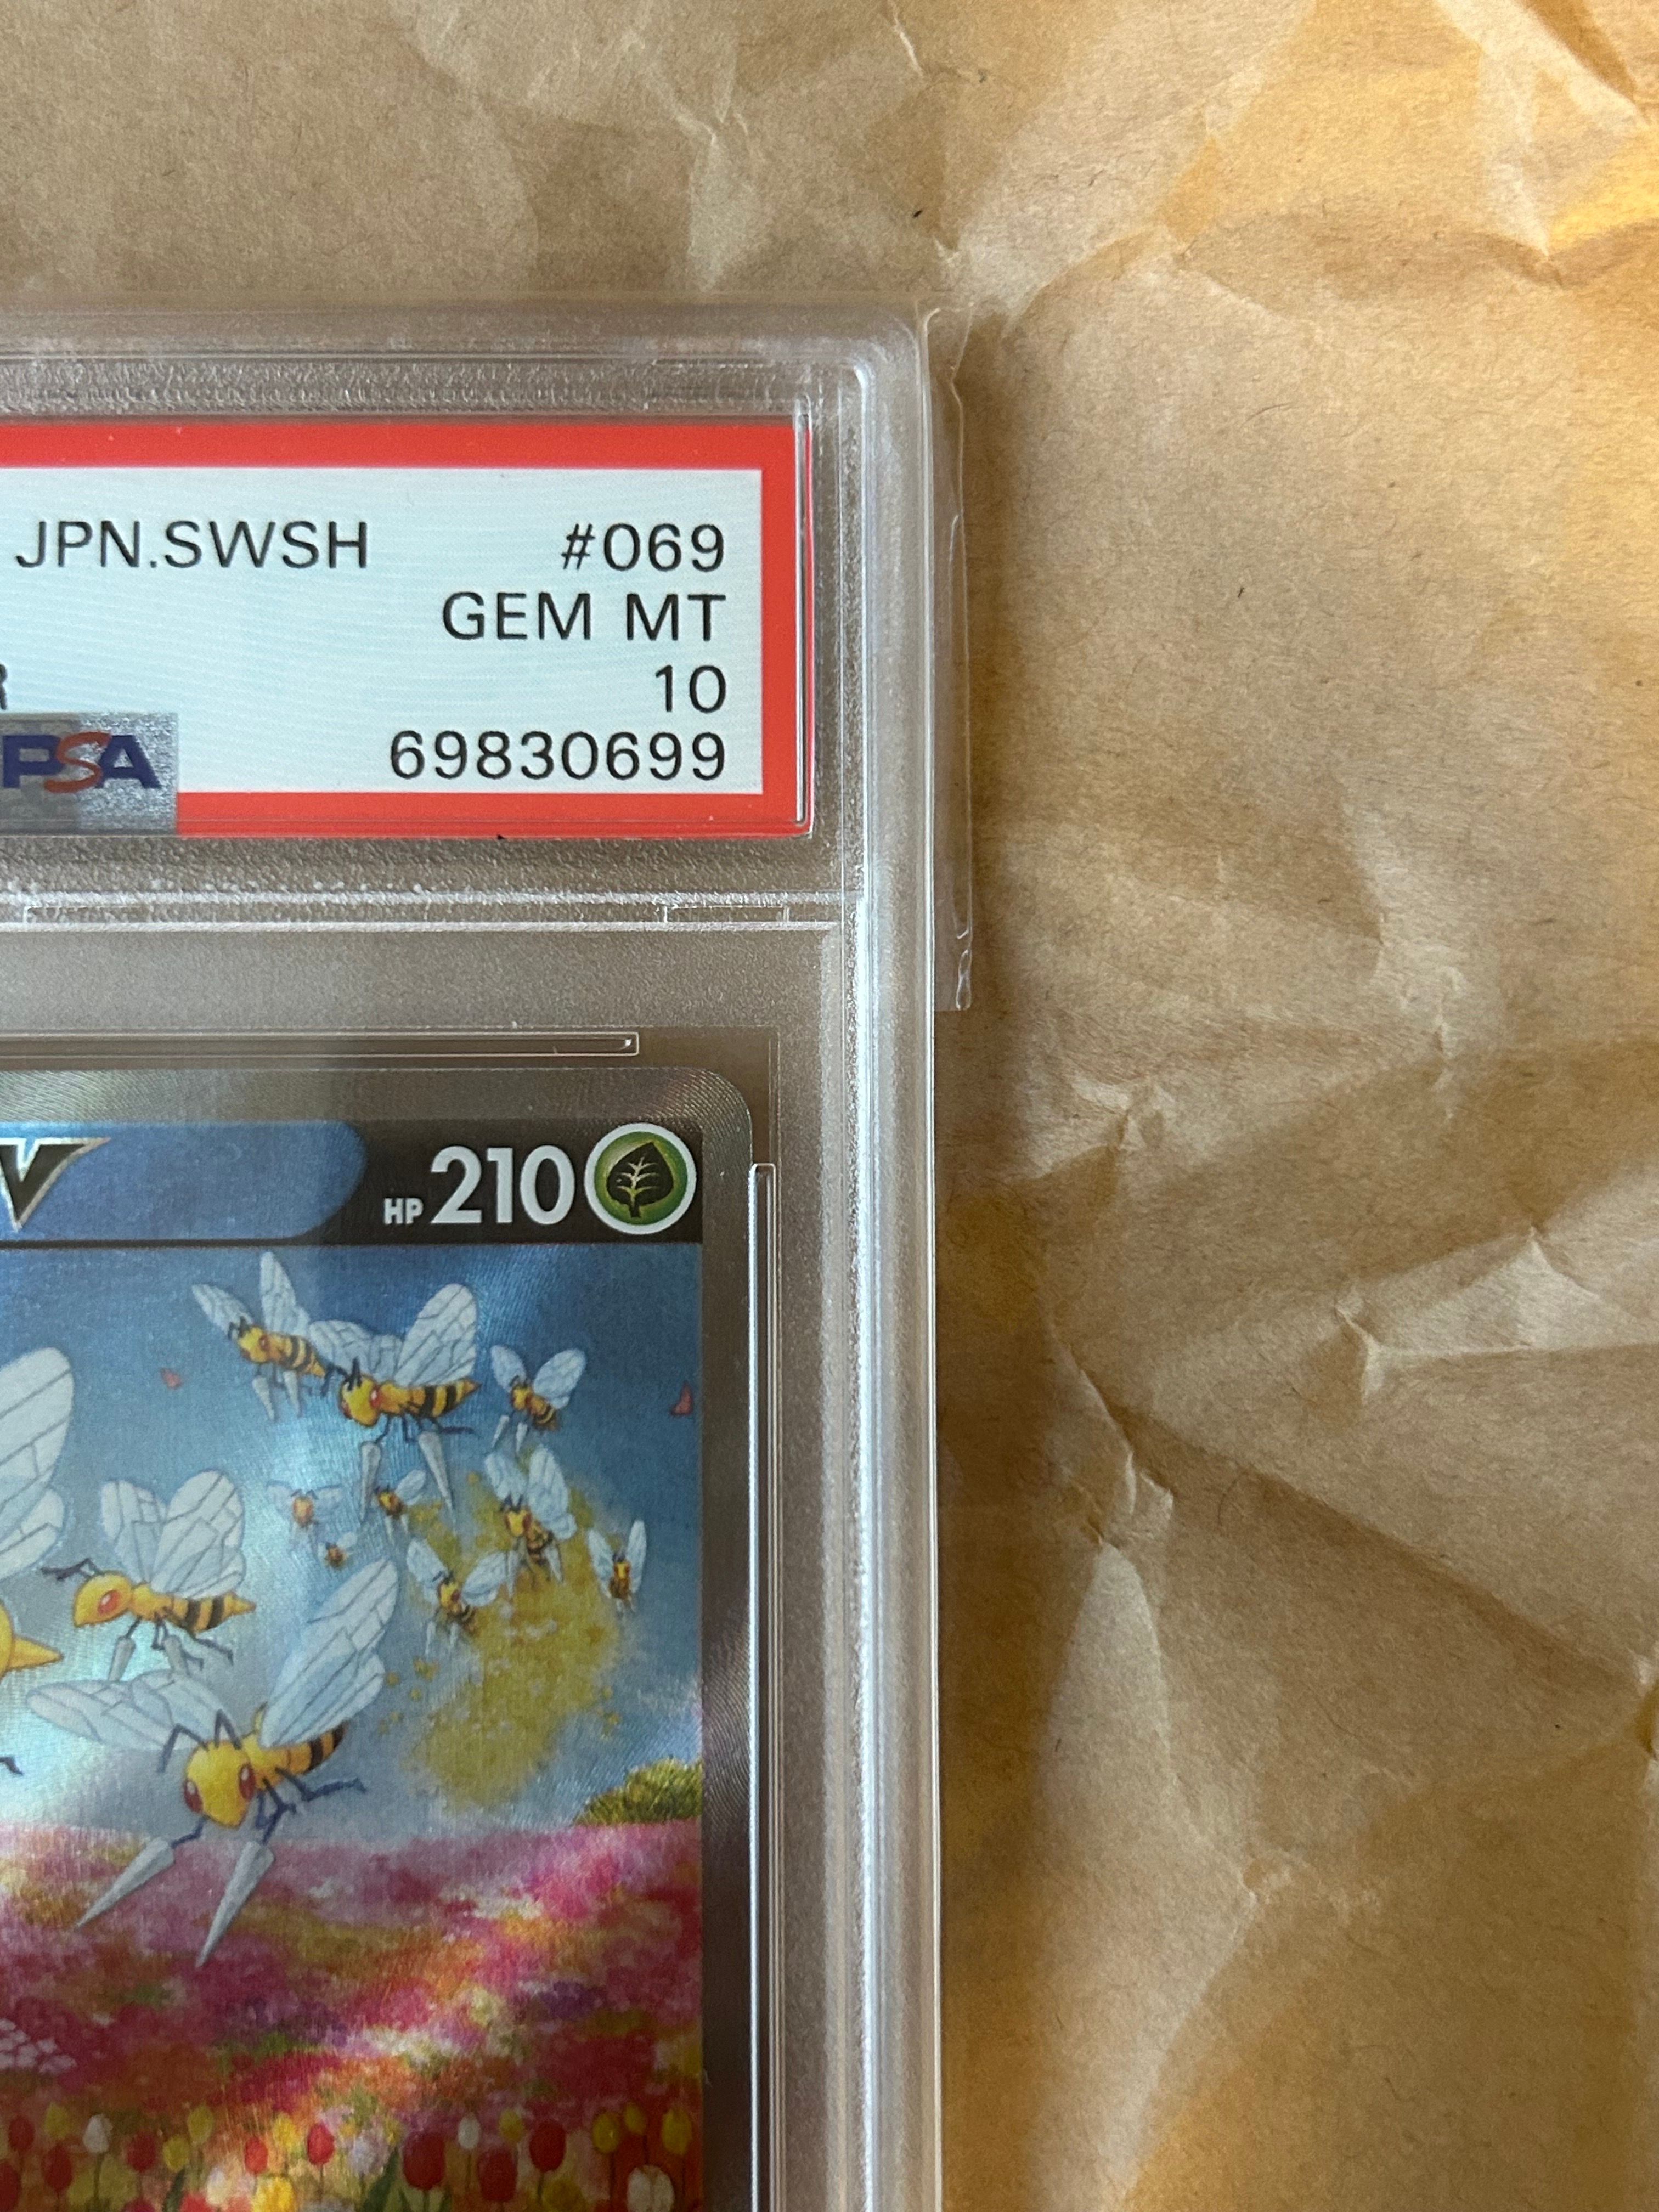 JPN.SWSH #069
GEM MT
R 10
PSA 69830699
V HP 210